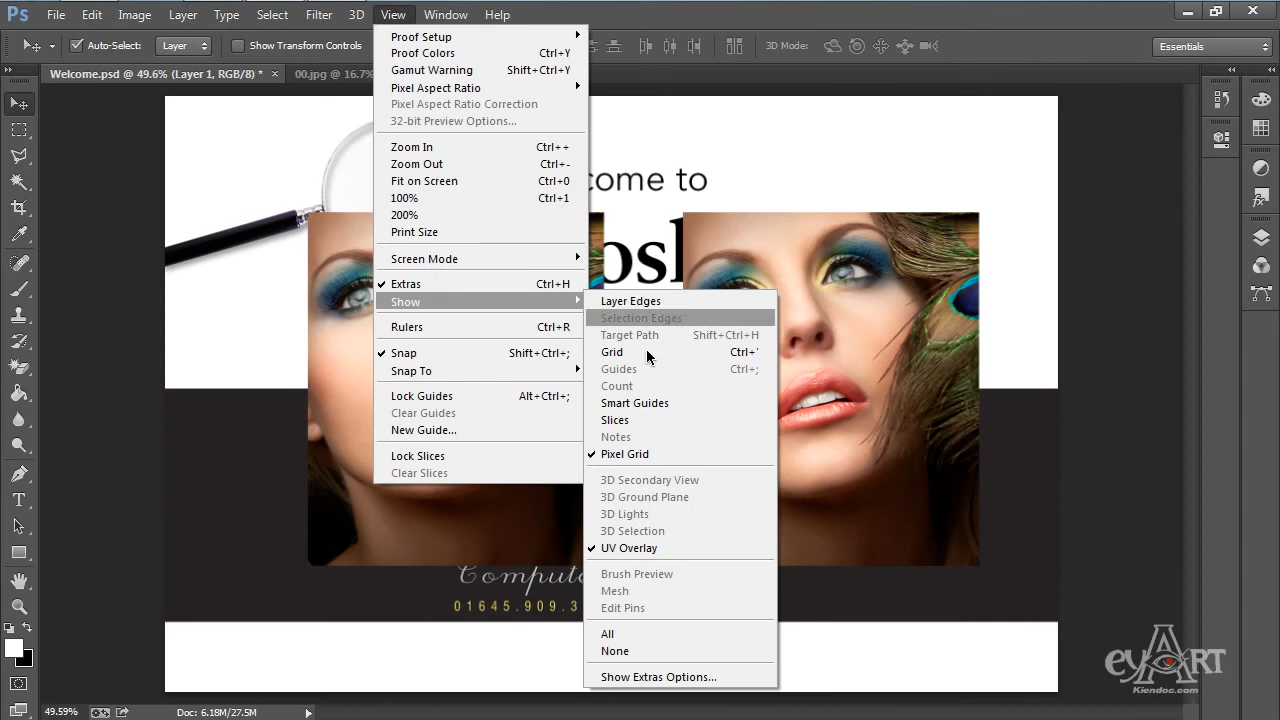 Ps File Edit Image Layer Type Select Filter 3D View Window Help
Auto-Select: Layer Show Transform Controls 3D Mode: Essentials
Welcome.psd @ 49.6% (Layer 1, RGB/8) * × 00.jpg @ 16.7%
Proof Setup
Proof Colors Ctrl+Y
Gamut Warning Shift+Ctrl+Y
Pixel Aspect Ratio
Pixel Aspect Ratio Correction
32-bit Preview Options...
Zoom In Ctrl++
Zoom Out Ctrl+-
Fit on Screen Ctrl+0
100% Ctrl+1
200%
Print Size
Screen Mode
Extras Ctrl+H
Show
Rulers Ctrl+R
Snap Shift+Ctrl+;
Snap To
Lock Guides Alt+Ctrl+;
Clear Guides
New Guide...
Lock Slices
Clear Slices
Layer Edges
Selection Edges
Target Path Shift+Ctrl+H
Grid Ctrl+'
Guides Ctrl+;
Count
Smart Guides
Slices
Notes
Pixel Grid
3D Secondary View
3D Ground Plane
3D Lights
3D Selection
UV Overlay
Brush Preview
Mesh
Edit Pins
All
None
Show Extras Options...
come to
osl
Compute
01645.909.3
eyART
Kiendoc.com
49.59% Doc: 6.18M/27.5M